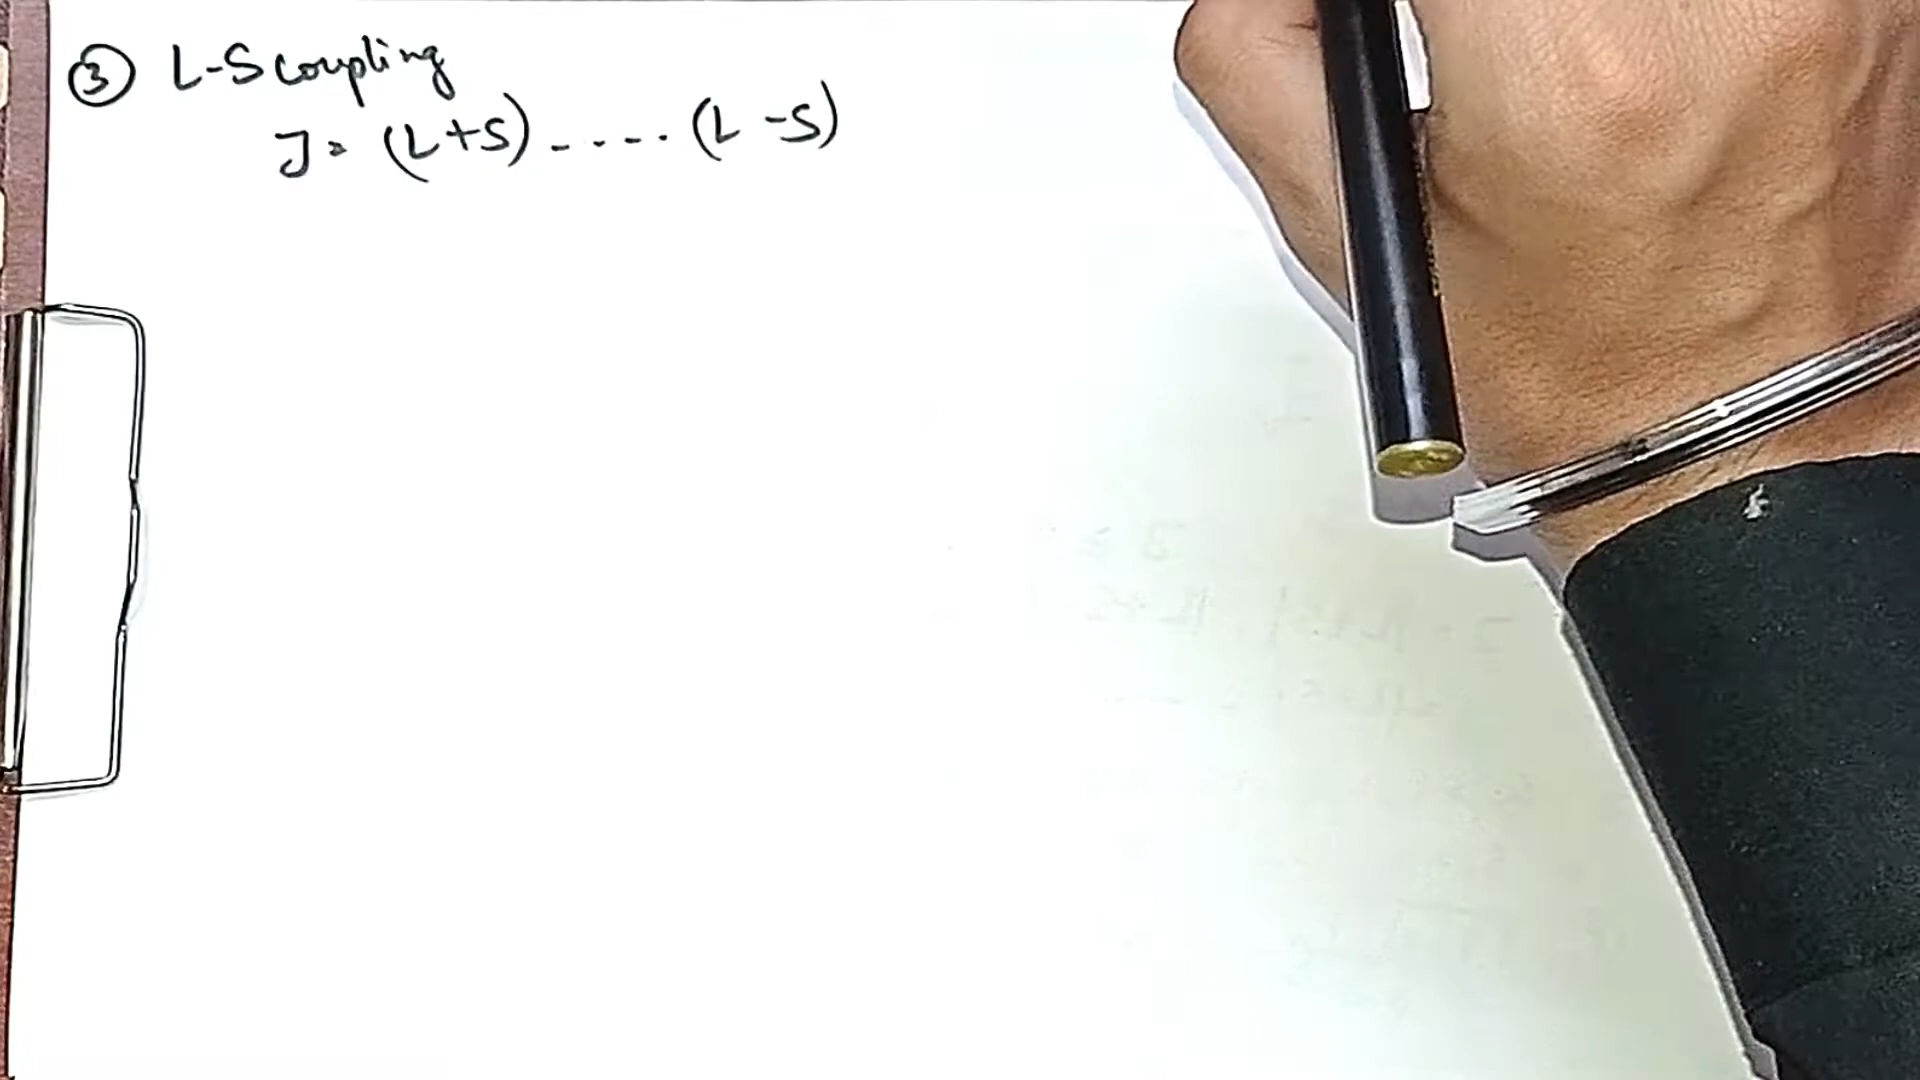 ③ L-S coupling
J = (L+S) ----- (L-S)